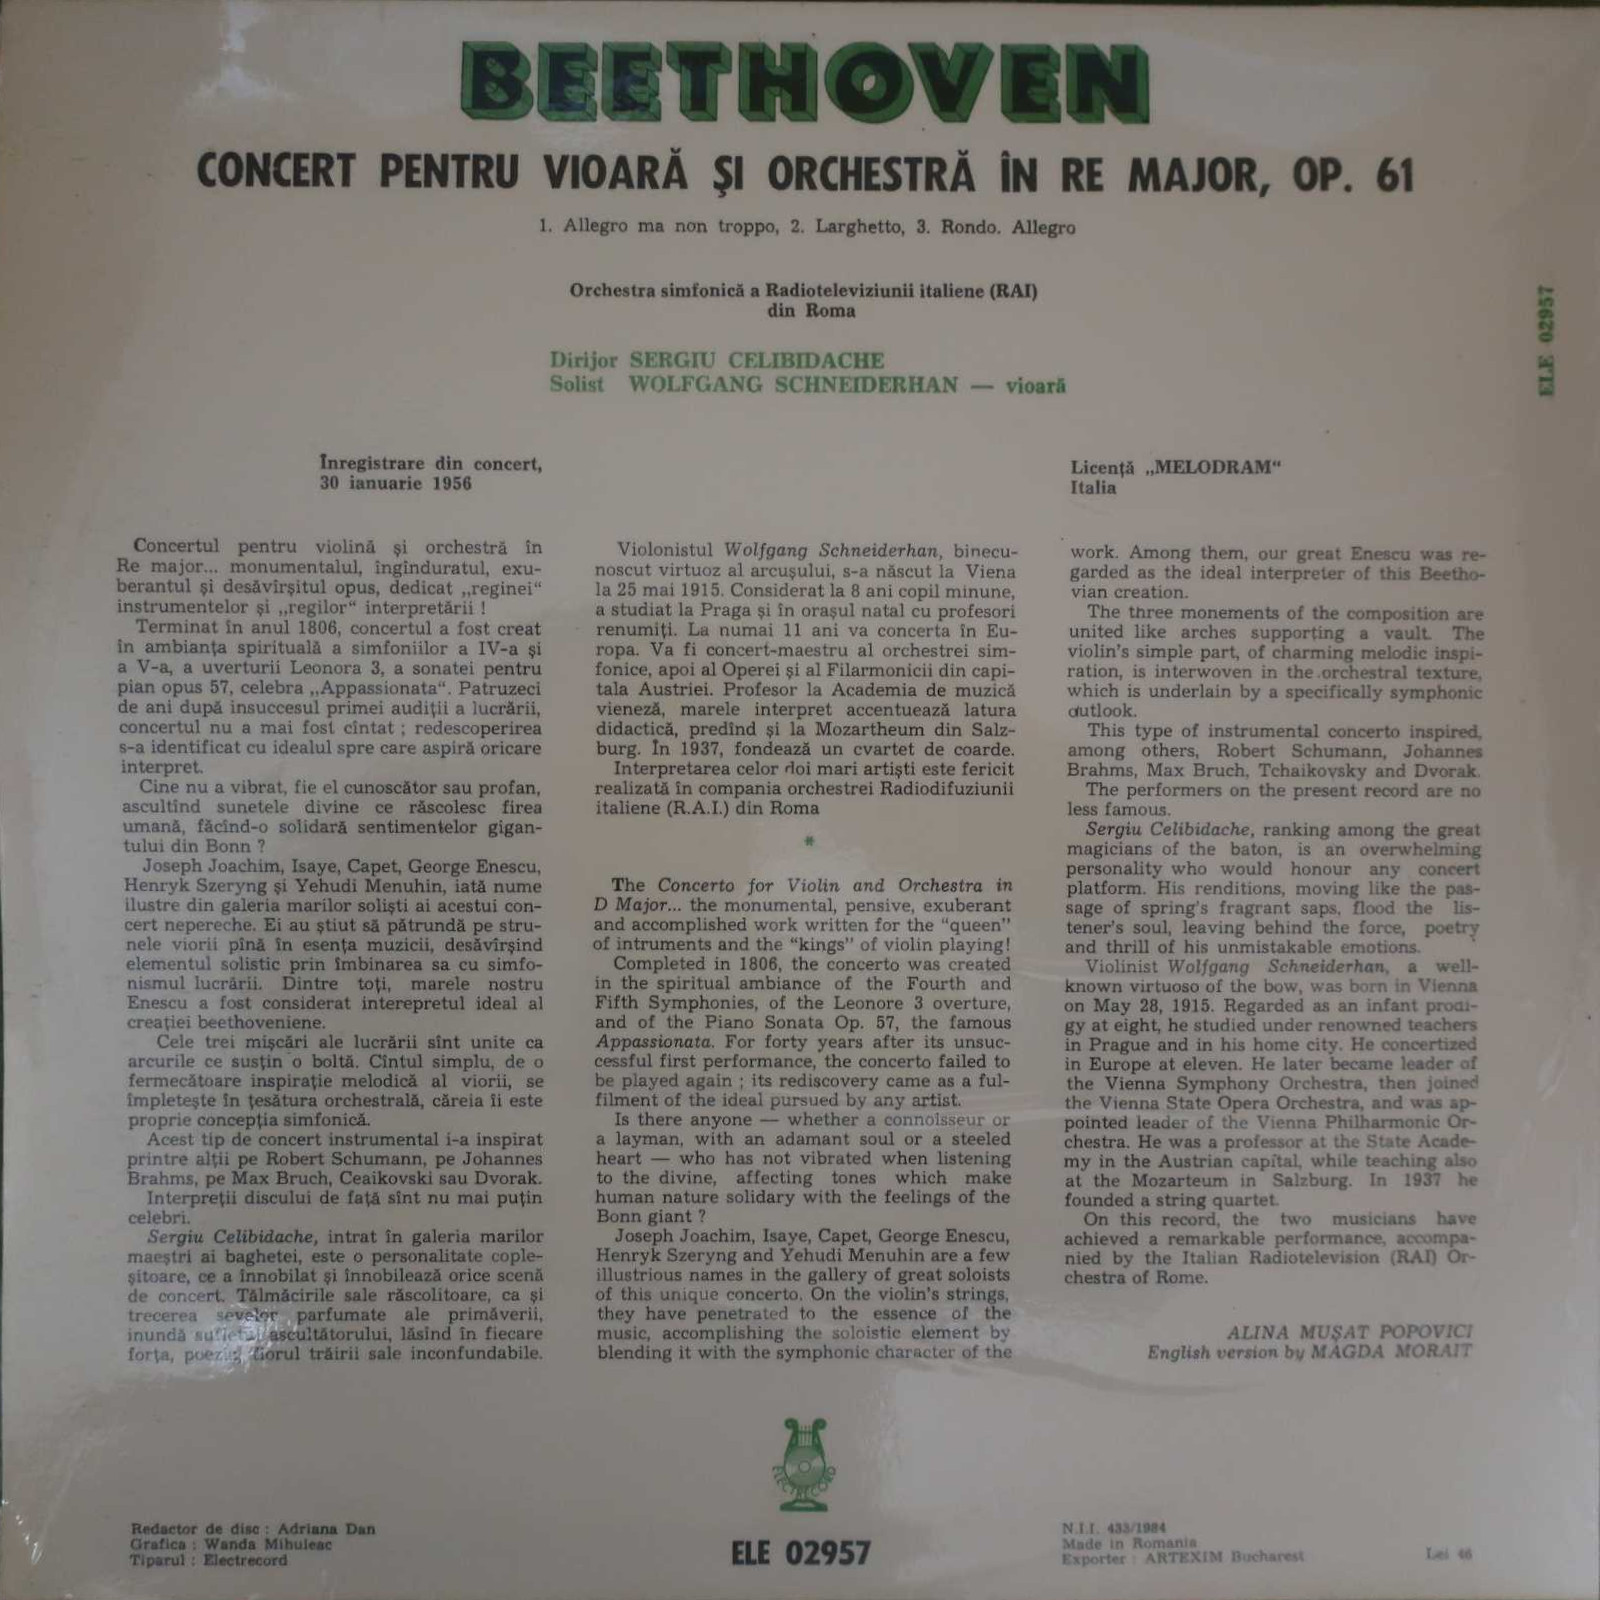 BEETHOVEN
CONCERT PENTRU VIOARĂ ŞI ORCHESTRĂ ÎN RE MAJOR, OP. 61
1. Allegro ma non troppo, 2. Larghetto, 3. Rondo. Allegro
Orchestra simfonică a Radioteleviziunii italiene (RAI)
din Roma
Dirijor SERGIU CELIBIDACHE
Solist WOLFGANG SCHNEIDERHAN — vioară
ELE 02957
Înregistrare din concert,
30 ianuarie 1956
Licenţă „MELODRAM“
Italia
Concertul pentru violină şi orchestră în
Re major... monumentalul, îngînduratul, exu-
berantul şi desăvîrşitul opus, dedicat „reginei“
instrumentelor şi „regilor“ interpretării !
Terminat în anul 1806, concertul a fost creat
în ambianţa spirituală a simfoniilor a IV-a şi
a V-a, a uverturii Leonora 3, a sonatei pentru
pian opus 57, celebra „Appassionata“. Patruzeci
de ani după insuccesul primei audiţii a lucrării,
concertul nu a mai fost cîntat ; redescoperirea
s-a identificat cu idealul spre care aspiră oricare
interpret.
Cine nu a vibrat, fie el cunoscător sau profan,
ascultînd sunetele divine ce răscolesc firea
umană, făcînd-o solidară sentimentelor gigan-
tului din Bonn ?
Joseph Joachim, Isaye, Capet, George Enescu,
Henryk Szeryng şi Yehudi Menuhin, iată nume
ilustre din galeria marilor solişti ai acestui con-
cert nepereche. Ei au ştiut să pătrundă pe stru-
nele viorii pînă în esenţa muzicii, desăvîrşind
elementul solistic prin îmbinarea sa cu simfo-
nismul lucrării. Dintre toţi, marele nostru
Enescu a fost considerat interepretul ideal al
creaţiei beethoveniene.
Cele trei mişcări ale lucrării sînt unite ca
arcurile ce susţin o boltă. Cîntul simplu, de o
fermecătoare inspiraţie melodică al viorii, se
împleteşte în ţesătura orchestrală, căreia îi este
proprie concepţia simfonică.
Acest tip de concert instrumental i-a inspirat
printre alţii pe Robert Schumann, pe Johannes
Brahms, pe Max Bruch, Ceaikovski sau Dvorak.
Interpreţii discului de faţă sînt nu mai puţin
celebri.
Sergiu Celibidache, intrat în galeria marilor
maeştri ai baghetei, este o personalitate cople-
şitoare, ce a înnobilat şi înnobilează orice scenă
de concert. Tălmăcirile sale răscolitoare, ca şi
trecerea sevelor parfumate ale primăverii,
inundă ascultătorului, lăsînd în fiecare
forţa, fiorul trăirii sale inconfundabile.
Violonistul Wolfgang Schneiderhan, binecu-
noscut virtuoz al arcuşului, s-a născut la Viena
la 25 mai 1915. Considerat la 8 ani copil minune,
a studiat la Praga şi în oraşul natal cu profesori
renumiţi. La numai 11 ani va concerta în Eu-
ropa. Va fi concert-maestru al orchestrei sim-
fonice, apoi al Operei şi al Filarmonicii din capi-
tala Austriei. Profesor la Academia de muzică
vieneză, marele interpret accentuează latura
didactică, predînd şi la Mozartheum din Salz-
burg. În 1937, fondează un cvartet de coarde.
Interpretarea celor doi mari artişti este fericit
realizată în compania orchestrei Radiodifuziunii
italiene (R.A.I.) din Roma
*
The Concerto for Violin and Orchestra in
D Major... the monumental, pensive, exuberant
and accomplished work written for the “queen”
of intruments and the “kings” of violin playing!
Completed in 1806, the concerto was created
in the spiritual ambiance of the Fourth and
Fifth Symphonies, of the Leonore 3 overture,
and of the Piano Sonata Op. 57, the famous
Appassionata. For forty years after its unsuc-
cessful first performance, the concerto failed to
be played again ; its rediscovery came as a ful-
filment of the ideal pursued by any artist.
Is there anyone — whether a connoisseur or
a layman, with an adamant soul or a steeled
heart — who has not vibrated when listening
to the divine, affecting tones which make
human nature solidary with the feelings of the
Bonn giant ?
Joseph Joachim, Isaye, Capet, George Enescu,
Henryk Szeryng and Yehudi Menuhin are a few
illustrious names in the gallery of great soloists
of this unique concerto. On the violin's strings,
they have penetrated to the essence of the
music, accomplishing the soloistic element by
blending it with the symphonic character of the
work. Among them, our great Enescu was re-
garded as the ideal interpreter of this Beetho-
vian creation.
The three monements of the composition are
united like arches supporting a vault. The
violin's simple part, of charming melodic inspi-
ration, is interwoven in the orchestral texture,
which is underlain by a specifically symphonic
outlook.
This type of instrumental concerto inspired,
among others, Robert Schumann, Johannes
Brahms, Max Bruch, Tchaikovsky and Dvorak.
The performers on the present record are no
less famous.
Sergiu Celibidache, ranking among the great
magicians of the baton, is an overwhelming
personality who would honour any concert
platform. His renditions, moving like the pas-
sage of spring's fragrant saps, flood the lis-
tener's soul, leaving behind the force, poetry
and thrill of his unmistakable emotions.
Violinist Wolfgang Schneiderhan, a well-
known virtuoso of the bow, was born in Vienna
on May 28, 1915. Regarded as an infant prodi-
gy at eight, he studied under renowned teachers
in Prague and in his home city. He concertized
in Europe at eleven. He later became leader of
the Vienna Symphony Orchestra, then joined
the Vienna State Opera Orchestra, and was ap-
pointed leader of the Vienna Philharmonic Or-
chestra. He was a professor at the State Acade-
my in the Austrian capital, while teaching also
at the Mozarteum in Salzburg. In 1937 he
founded a string quartet.
On this record, the two musicians have
achieved a remarkable performance, accompa-
nied by the Italian Radiotelevision (RAI) Or-
chestra of Rome.
ALINA MUŞAT POPOVICI
English version by MAGDA MORAIT
ELECTRECORD
Redactor de disc : Adriana Dan
Grafica : Wanda Mihuleac
Tiparul : Electrecord
ELE 02957
N.I.I. 433/1984
Made in Romania
Exporter : ARTEXIM Bucharest
Lei 46